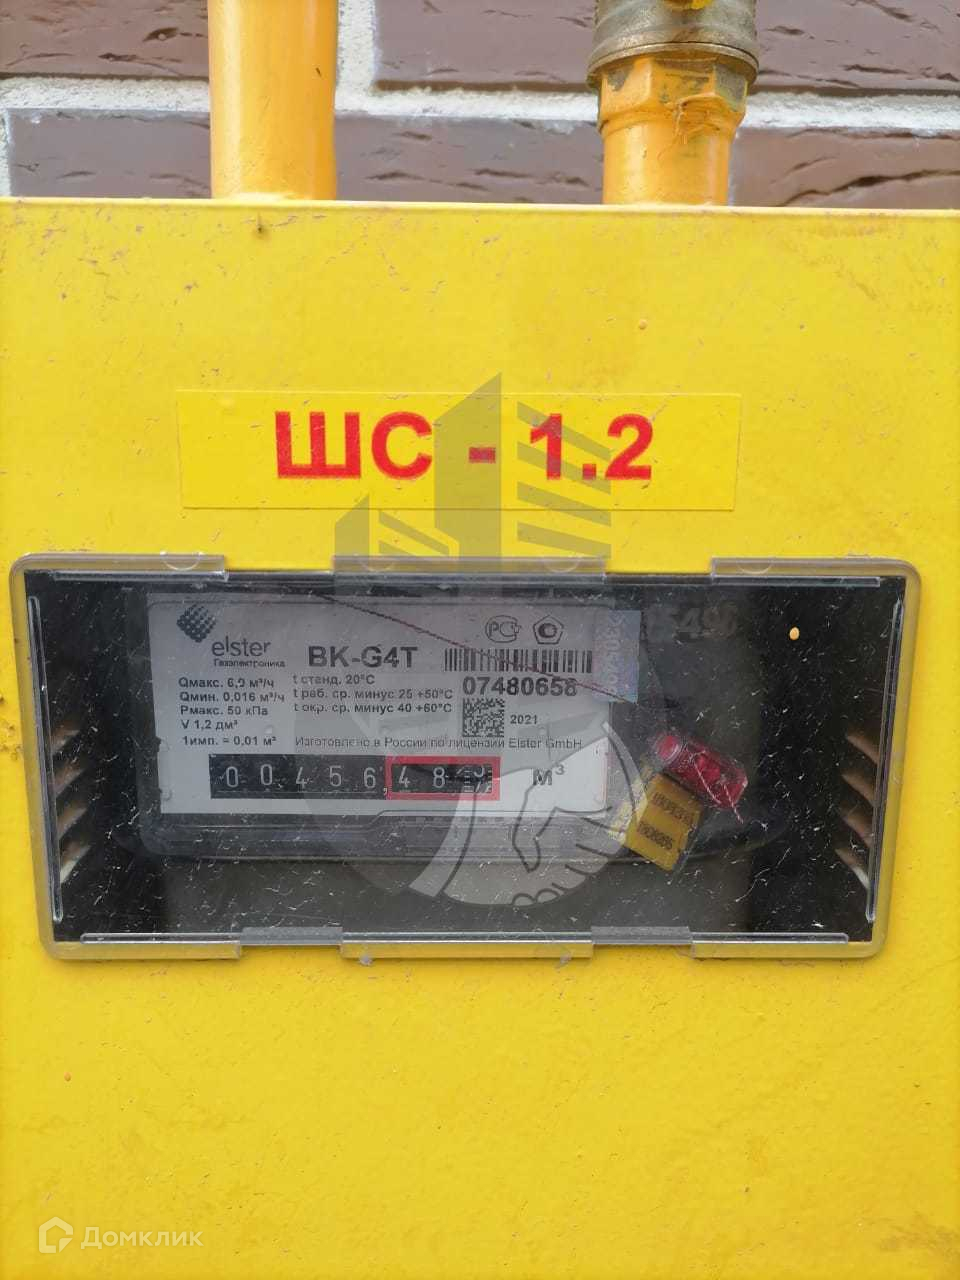 ШС - 1.2
elster
Газэлектроника
BK-G4T
Qмакс. 6,0 м³/ч
t станд. 20°C
07480658
Qмин. 0,016 м³/ч
t раб. ср. минус 25 +50°C
Pмакс. 50 кПа
t окр. ср. минус 40 +60°C
V 1,2 дм³
2021
1имп. = 0,01 м³
Изготовлено в России по лицензии Elster GmbH
00456,48
м³
Домклик